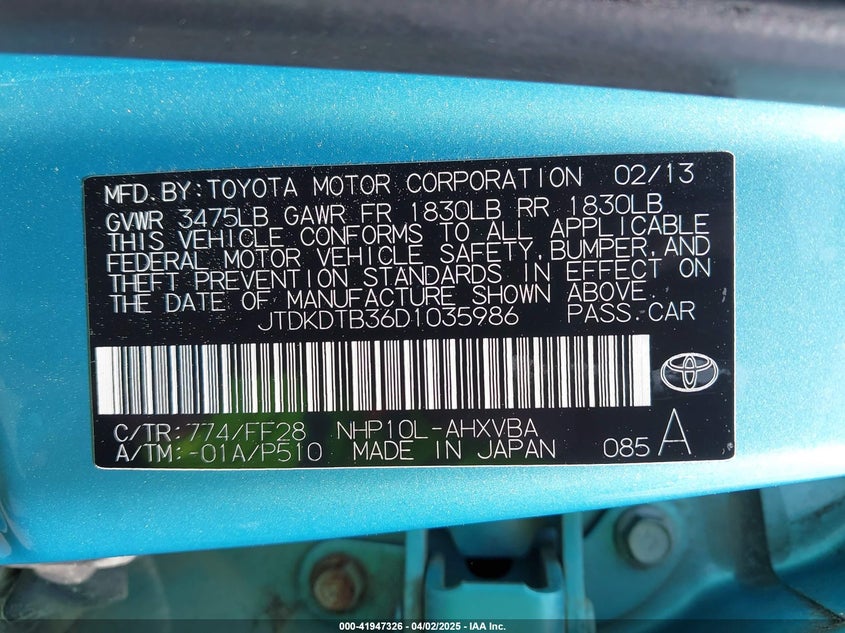 MFD.BY:TOYOTA MOTOR CORPORATION 02/13
GVWR 3475LB GAWR FR 1830LB RR 1830LB
THIS VEHICLE CONFORMS TO ALL APPLICABLE
FEDERAL MOTOR VEHICLE SAFETY,BUMPER,AND
THEFT PREVENTION STANDARDS IN EFFECT ON
THE DATE OF MANUFACTURE SHOWN ABOVE.
JTDKDTB36D1035986 PASS.CAR
C/TR:774/FF28 NHP10L-AHXVBA
A/TM:-01A/P510 MADE IN JAPAN 085 A
000-41947326 - 04/02/2025 - IAA Inc.